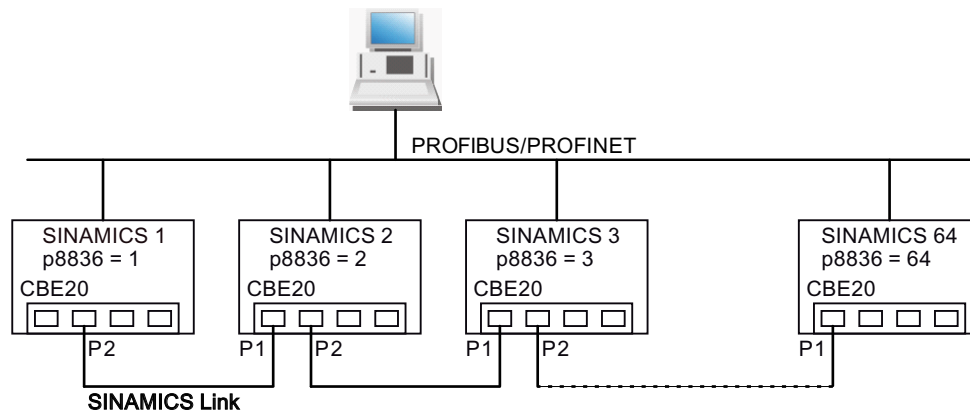 PROFIBUS/PROFINET
SINAMICS 1
p8836 = 1
CBE20
P2
SINAMICS 2
p8836 = 2
CBE20
P1
P2
SINAMICS 3
p8836 = 3
CBE20
P1
P2
SINAMICS 64
p8836 = 64
CBE20
P1
SINAMICS Link